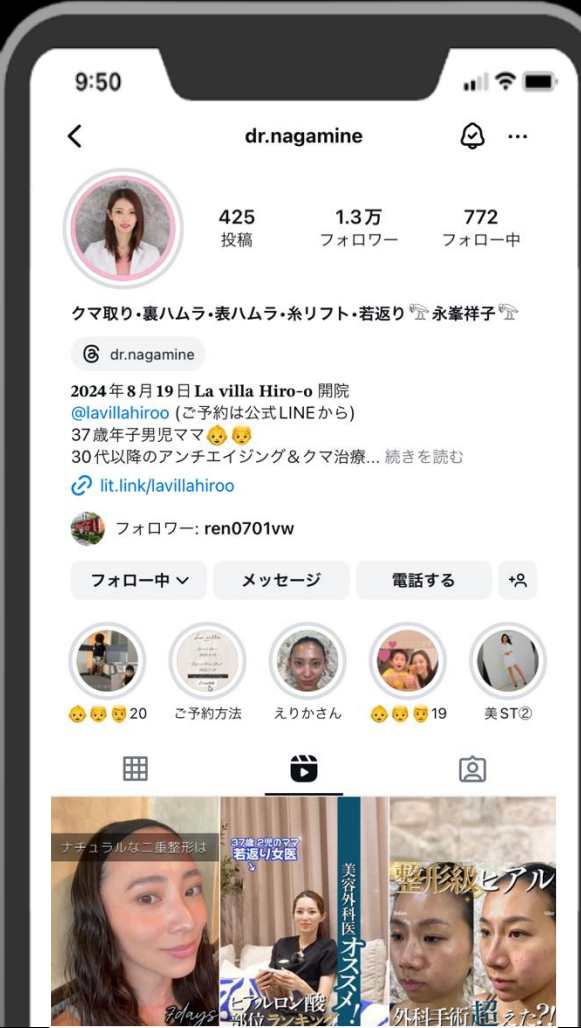 9:50
dr.nagamine
425
投稿
1.3万
フォロワー
772
フォロー中
クマ取り・裏ハムラ・表ハムラ・糸リフト・若返り𓅸永峯祥子𓅸
dr.nagamine
2024年8月19日 La villa Hiro-o 開院
@lavillahiroo (ご予約は公式LINEから)
37歳年子男児ママ👶👦
30代以降のアンチエイジング&クマ治療... 続きを読む
lit.link/lavillahiroo
フォロワー: ren0701vw
フォロー中
メッセージ
電話する
👶👦👨20
ご予約方法
えりかさん
👶👦👨19
美ST②
ナチュラルな二重整形は
7days
37歳 2児のママ
若返り女医
美容外科医オススメ!
ヒアルロン酸
部位ランキング
整形級ヒアル
Before
After
外科手術超えた?!